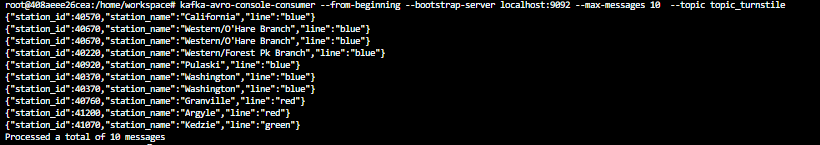 root@408aeee26cea:/home/workspace# kafka-avro-console-consumer --from-beginning --bootstrap-server localhost:9092 --max-messages 10  --topic topic_turnstile
{"station_id":40570,"station_name":"California","line":"blue"}
{"station_id":40670,"station_name":"Western/O'Hare Branch","line":"blue"}
{"station_id":40670,"station_name":"Western/O'Hare Branch","line":"blue"}
{"station_id":40220,"station_name":"Western/Forest Pk Branch","line":"blue"}
{"station_id":40920,"station_name":"Pulaski","line":"blue"}
{"station_id":40370,"station_name":"Washington","line":"blue"}
{"station_id":40370,"station_name":"Washington","line":"blue"}
{"station_id":40760,"station_name":"Granville","line":"red"}
{"station_id":41200,"station_name":"Argyle","line":"red"}
{"station_id":41070,"station_name":"Kedzie","line":"green"}
Processed a total of 10 messages